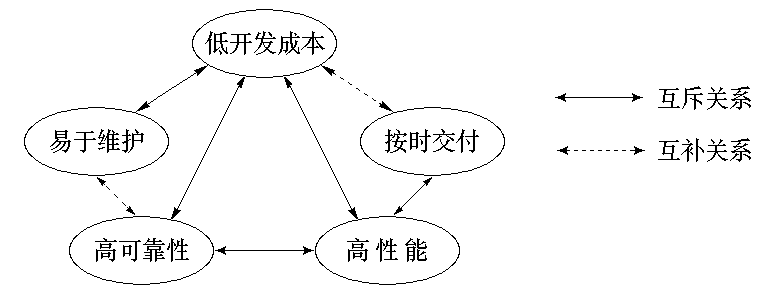 低开发成本
易于维护
按时交付
高可靠性
高性能
互斥关系
互补关系